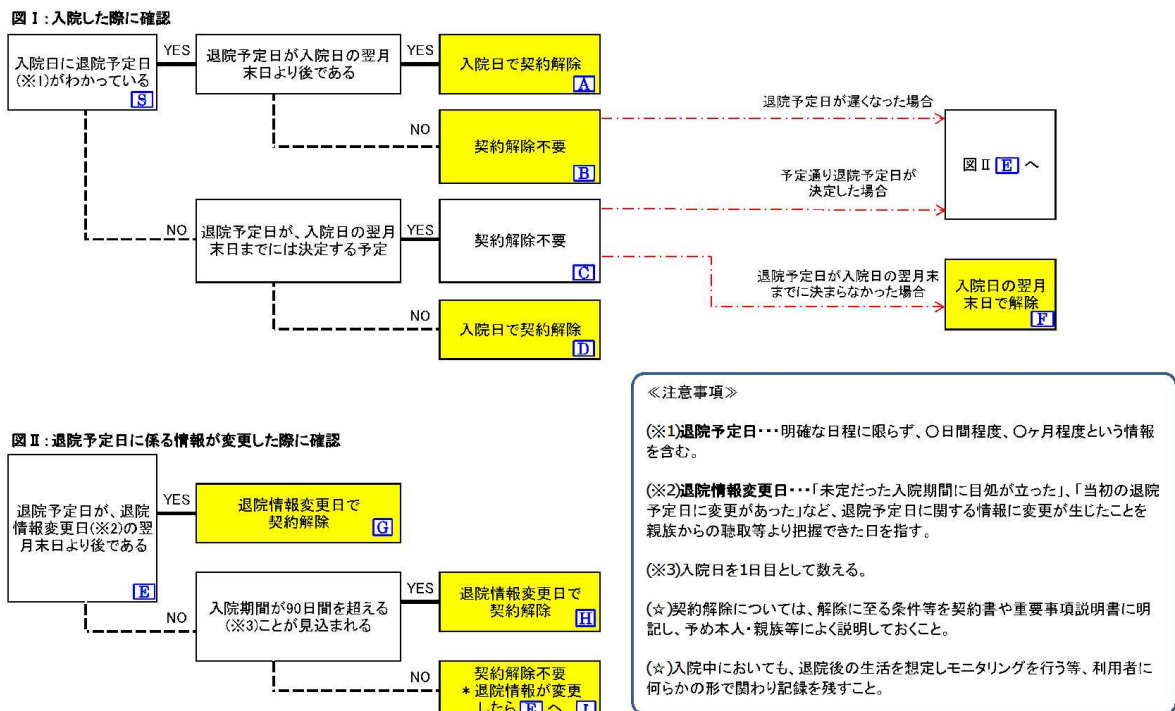 図Ⅰ:入院した際に確認
入院日に退院予定日
(※1)がわかっている
S
YES
退院予定日が入院日の翌月
末日より後である
YES
入院日で契約解除
A
NO
契約解除不要
B
退院予定日が遅くなった場合
図Ⅱ E へ
予定通り退院予定日が
決定した場合
NO
退院予定日が、入院日の翌月
末日までには決定する予定
YES
契約解除不要
C
退院予定日が入院日の翌月末
までに決まらなかった場合
入院日の翌月
末日で解除
F
NO
入院日で契約解除
D
図Ⅱ:退院予定日に係る情報が変更した際に確認
退院予定日が、退院
情報変更日(※2)の翌
月末日より後である
E
YES
退院情報変更日で
契約解除
G
NO
入院期間が90日間を超える
(※3)ことが見込まれる
YES
退院情報変更日で
契約解除
H
NO
契約解除不要
*退院情報が変更
したら E へ I
≪注意事項≫
(※1)退院予定日・・・明確な日程に限らず、〇日間程度、〇ヶ月程度という情報
を含む。
(※2)退院情報変更日・・・「未定だった入院期間に目処が立った」、「当初の退院
予定日に変更があった」など、退院予定日に関する情報に変更が生じたことを
親族からの聴取等より把握できた日を指す。
(※3)入院日を1日目として数える。
(☆)契約解除については、解除に至る条件等を契約書や重要事項説明書に明
記し、予め本人・親族等によく説明しておくこと。
(☆)入院中においても、退院後の生活を想定しモニタリングを行う等、利用者に
何らかの形で関わり記録を残すこと。